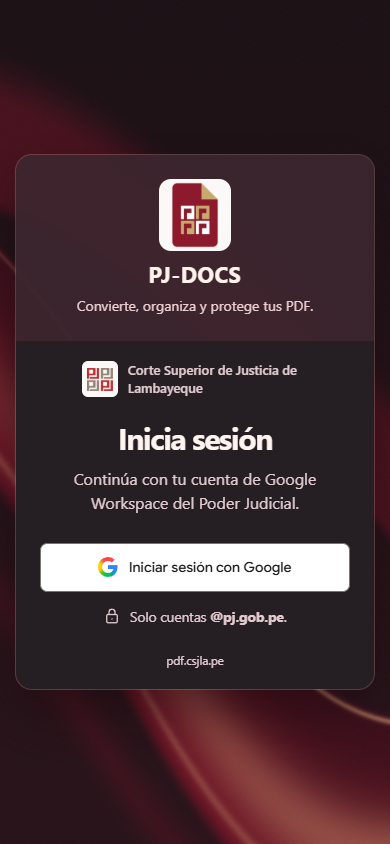 PJ-DOCS
Convierte, organiza y protege tus PDF.
Corte Superior de Justicia de
Lambayeque
Inicia sesión
Continúa con tu cuenta de Google
Workspace del Poder Judicial.
Iniciar sesión con Google
Solo cuentas @pj.gob.pe.
pdf.csjla.pe